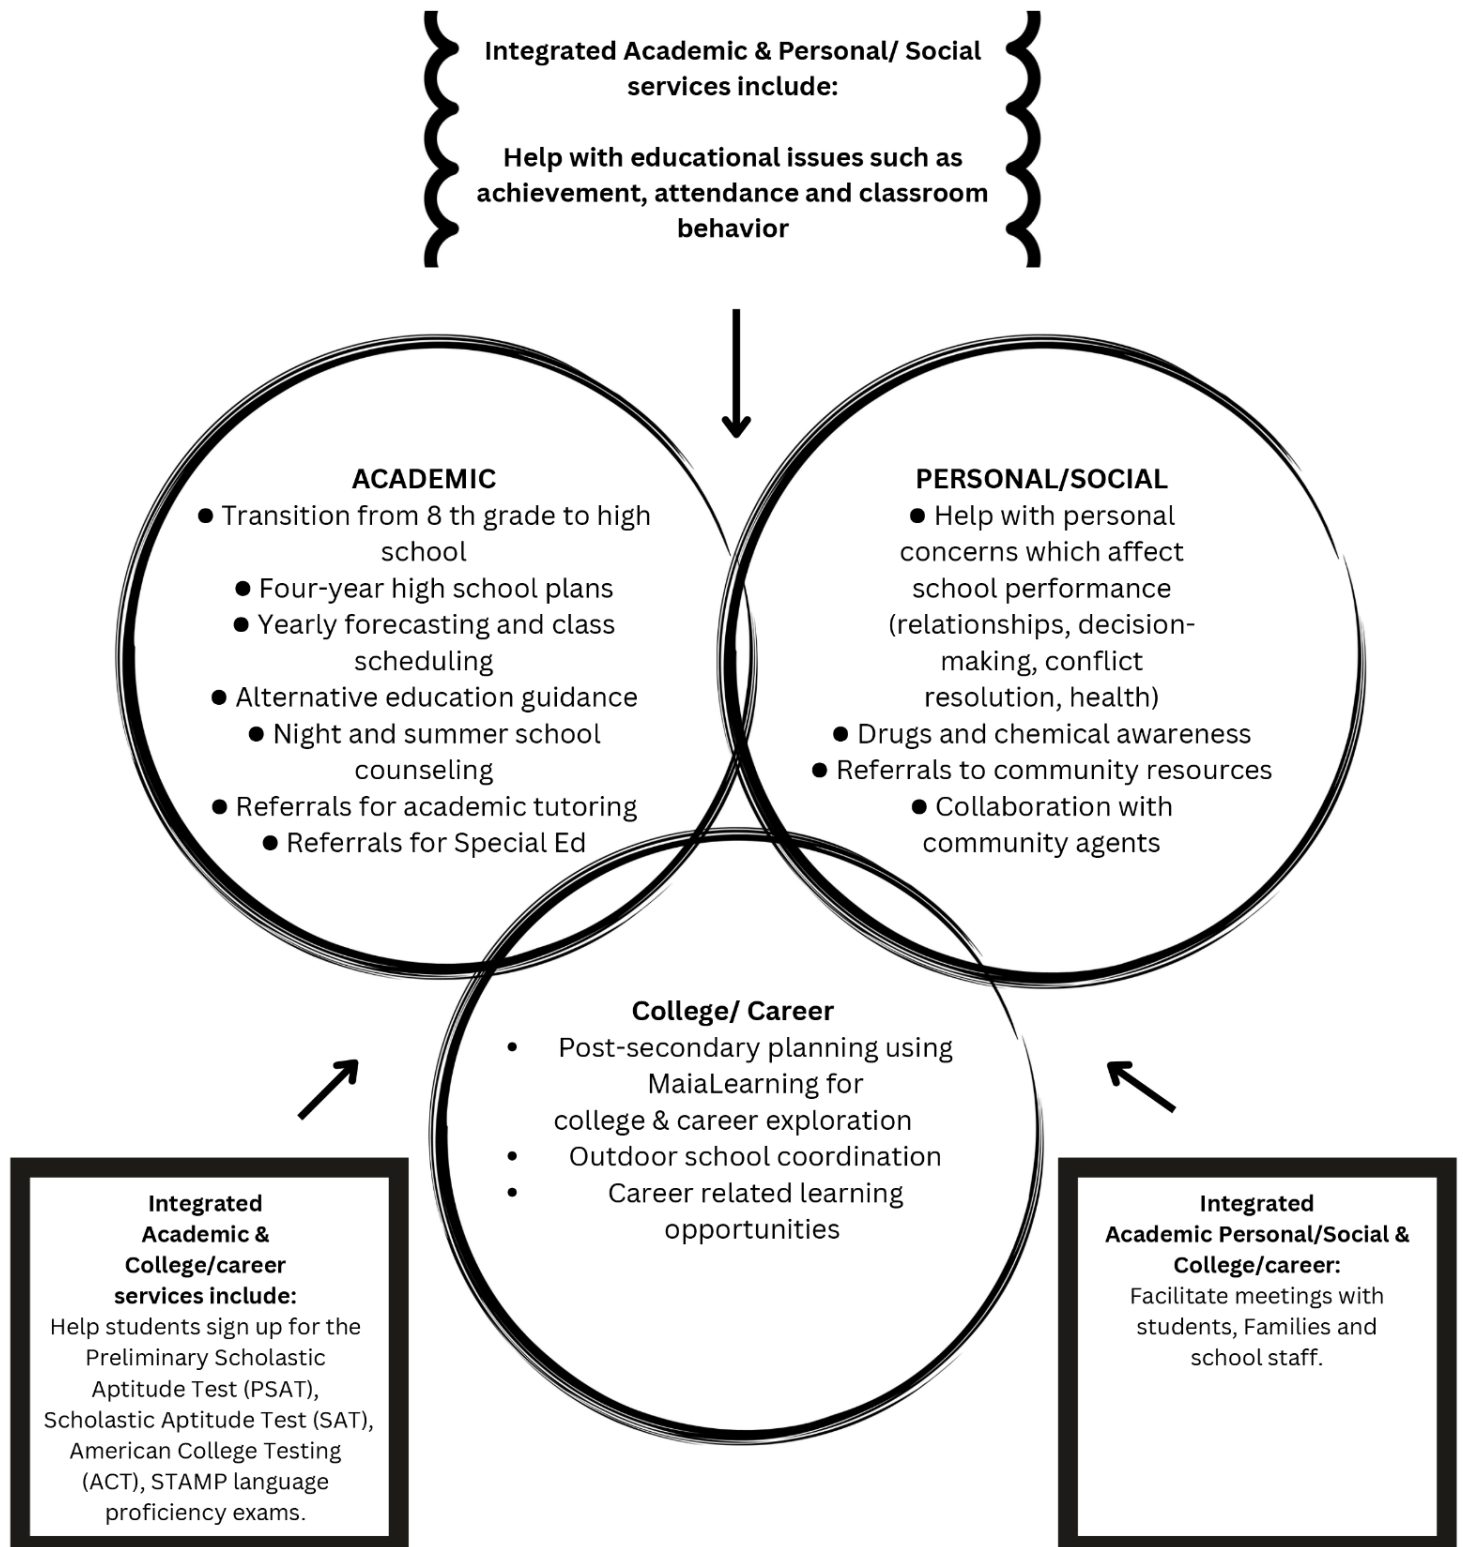 Integrated Academic & Personal/ Social
services include:
Help with educational issues such as
achievement, attendance and classroom
behavior
ACADEMIC
● Transition from 8 th grade to high
school
● Four-year high school plans
● Yearly forecasting and class
scheduling
● Alternative education guidance
● Night and summer school
counseling
● Referrals for academic tutoring
● Referrals for Special Ed
PERSONAL/SOCIAL
● Help with personal
concerns which affect
school performance
(relationships, decision-
making, conflict
resolution, health)
● Drugs and chemical awareness
● Referrals to community resources
● Collaboration with
community agents
College/ Career
• Post-secondary planning using
MaiaLearning for
college & career exploration
• Outdoor school coordination
• Career related learning
opportunities
Integrated
Academic &
College/career
services include:
Help students sign up for the
Preliminary Scholastic
Aptitude Test (PSAT),
Scholastic Aptitude Test (SAT),
American College Testing
(ACT), STAMP language
proficiency exams.
Integrated
Academic Personal/Social &
College/career:
Facilitate meetings with
students, Families and
school staff.